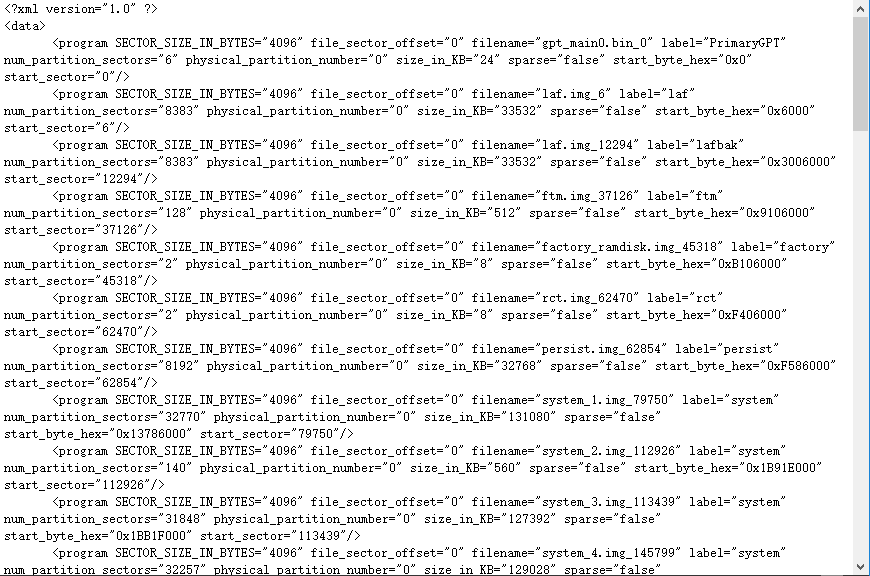 <?xml version="1.0" ?>
<data>
<program SECTOR_SIZE_IN_BYTES="4096" file_sector_offset="0" filename="gpt_main0.bin_0" label="PrimaryGPT"
num_partition_sectors="6" physical_partition_number="0" size_in_KB="24" sparse="false" start_byte_hex="0x0"
start_sector="0"/>
<program SECTOR_SIZE_IN_BYTES="4096" file_sector_offset="0" filename="laf.img_6" label="laf"
num_partition_sectors="8383" physical_partition_number="0" size_in_KB="33532" sparse="false" start_byte_hex="0x6000"
start_sector="6"/>
<program SECTOR_SIZE_IN_BYTES="4096" file_sector_offset="0" filename="laf.img_12294" label="lafbak"
num_partition_sectors="8383" physical_partition_number="0" size_in_KB="33532" sparse="false" start_byte_hex="0x3006000"
start_sector="12294"/>
<program SECTOR_SIZE_IN_BYTES="4096" file_sector_offset="0" filename="ftm.img_37126" label="ftm"
num_partition_sectors="128" physical_partition_number="0" size_in_KB="512" sparse="false" start_byte_hex="0x9106000"
start_sector="37126"/>
<program SECTOR_SIZE_IN_BYTES="4096" file_sector_offset="0" filename="factory_ramdisk.img_45318" label="factory"
num_partition_sectors="2" physical_partition_number="0" size_in_KB="8" sparse="false" start_byte_hex="0xB106000"
start_sector="45318"/>
<program SECTOR_SIZE_IN_BYTES="4096" file_sector_offset="0" filename="rct.img_62470" label="rct"
num_partition_sectors="2" physical_partition_number="0" size_in_KB="8" sparse="false" start_byte_hex="0xF406000"
start_sector="62470"/>
<program SECTOR_SIZE_IN_BYTES="4096" file_sector_offset="0" filename="persist.img_62854" label="persist"
num_partition_sectors="8192" physical_partition_number="0" size_in_KB="32768" sparse="false" start_byte_hex="0xF586000"
start_sector="62854"/>
<program SECTOR_SIZE_IN_BYTES="4096" file_sector_offset="0" filename="system_1.img_79750" label="system"
num_partition_sectors="32770" physical_partition_number="0" size_in_KB="131080" sparse="false"
start_byte_hex="0x13786000" start_sector="79750"/>
<program SECTOR_SIZE_IN_BYTES="4096" file_sector_offset="0" filename="system_2.img_112926" label="system"
num_partition_sectors="140" physical_partition_number="0" size_in_KB="560" sparse="false" start_byte_hex="0x1B91E000"
start_sector="112926"/>
<program SECTOR_SIZE_IN_BYTES="4096" file_sector_offset="0" filename="system_3.img_113439" label="system"
num_partition_sectors="31848" physical_partition_number="0" size_in_KB="127392" sparse="false"
start_byte_hex="0x1BB1F000" start_sector="113439"/>
<program SECTOR_SIZE_IN_BYTES="4096" file_sector_offset="0" filename="system_4.img_145799" label="system"
num_partition_sectors="32257" physical_partition_number="0" size_in_KB="129028" sparse="false"